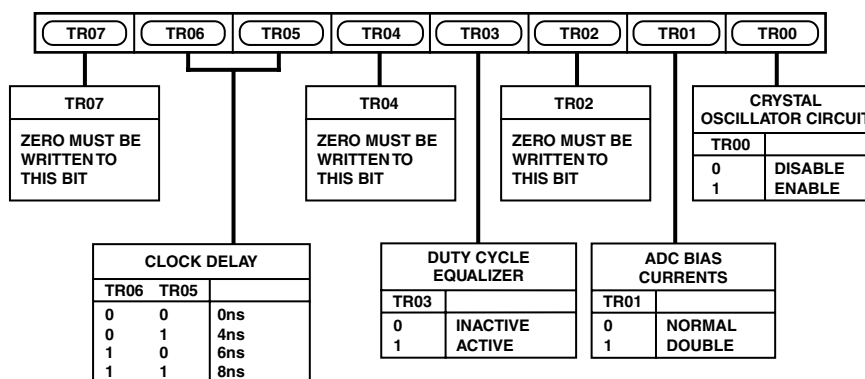 TR07 TR06 TR05 TR04 TR03 TR02 TR01 TR00
TR07
ZERO MUST BE
WRITTEN TO
THIS BIT
TR04
ZERO MUST BE
WRITTEN TO
THIS BIT
TR02
ZERO MUST BE
WRITTEN TO
THIS BIT
CRYSTAL
OSCILLATOR CIRCUIT
TR00
0 DISABLE
1 ENABLE
CLOCK DELAY
TR06 TR05
0 0 0ns
0 1 4ns
1 0 6ns
1 1 8ns
DUTY CYCLE
EQUALIZER
TR03
0 INACTIVE
1 ACTIVE
ADC BIAS
CURRENTS
TR01
0 NORMAL
1 DOUBLE